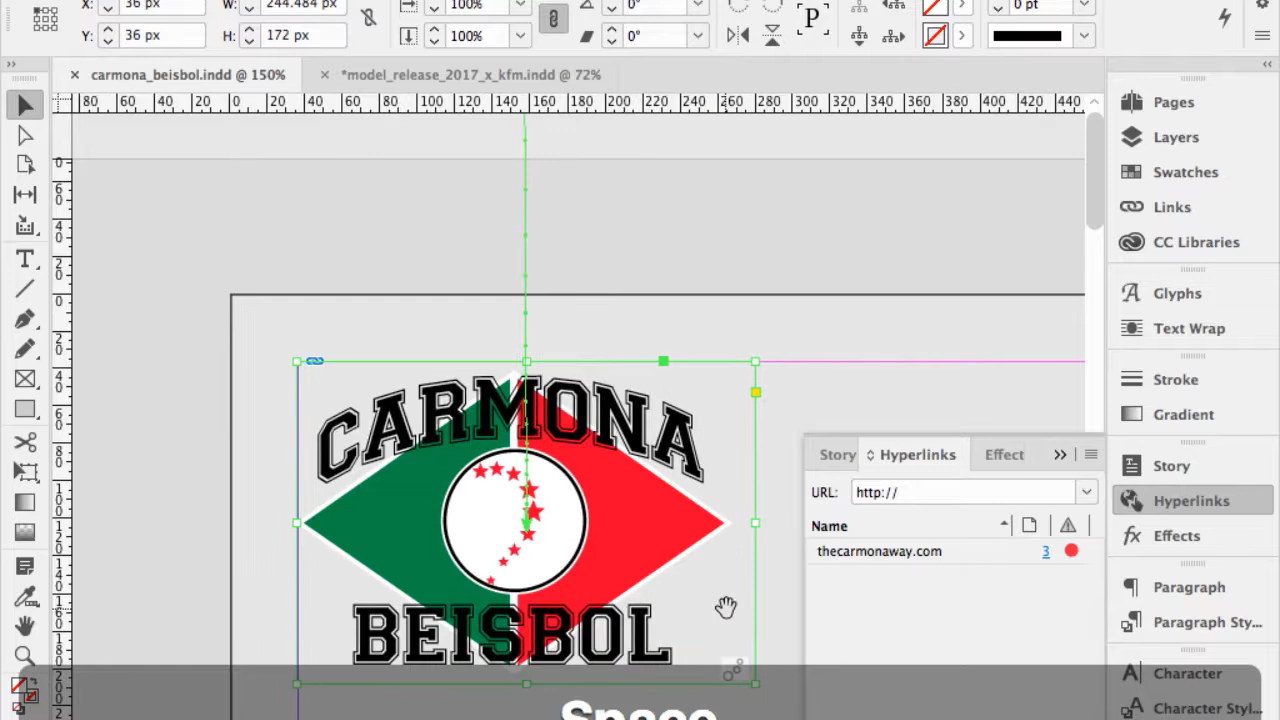 X: 36 px W: 244.484 px 100% 0° P 0 pt
Y: 36 px H: 172 px 100% 0°
carmona_beisbol.indd @ 150% *model_release_2017_x_kfm.indd @ 72%
80 60 40 20 0 20 40 60 80 100 120 140 160 180 200 220 240 260 280 300 320 340 360 380 400 420 440
Pages
Layers
Swatches
Links
CC Libraries
Glyphs
Text Wrap
Stroke
Gradient
Story
Hyperlinks
Effects
Paragraph
Paragraph Sty...
Character
Character Styl...
CARMONA
BEISBOL
Story Hyperlinks Effect
URL: http://
Name
thecarmonaway.com 3
Space